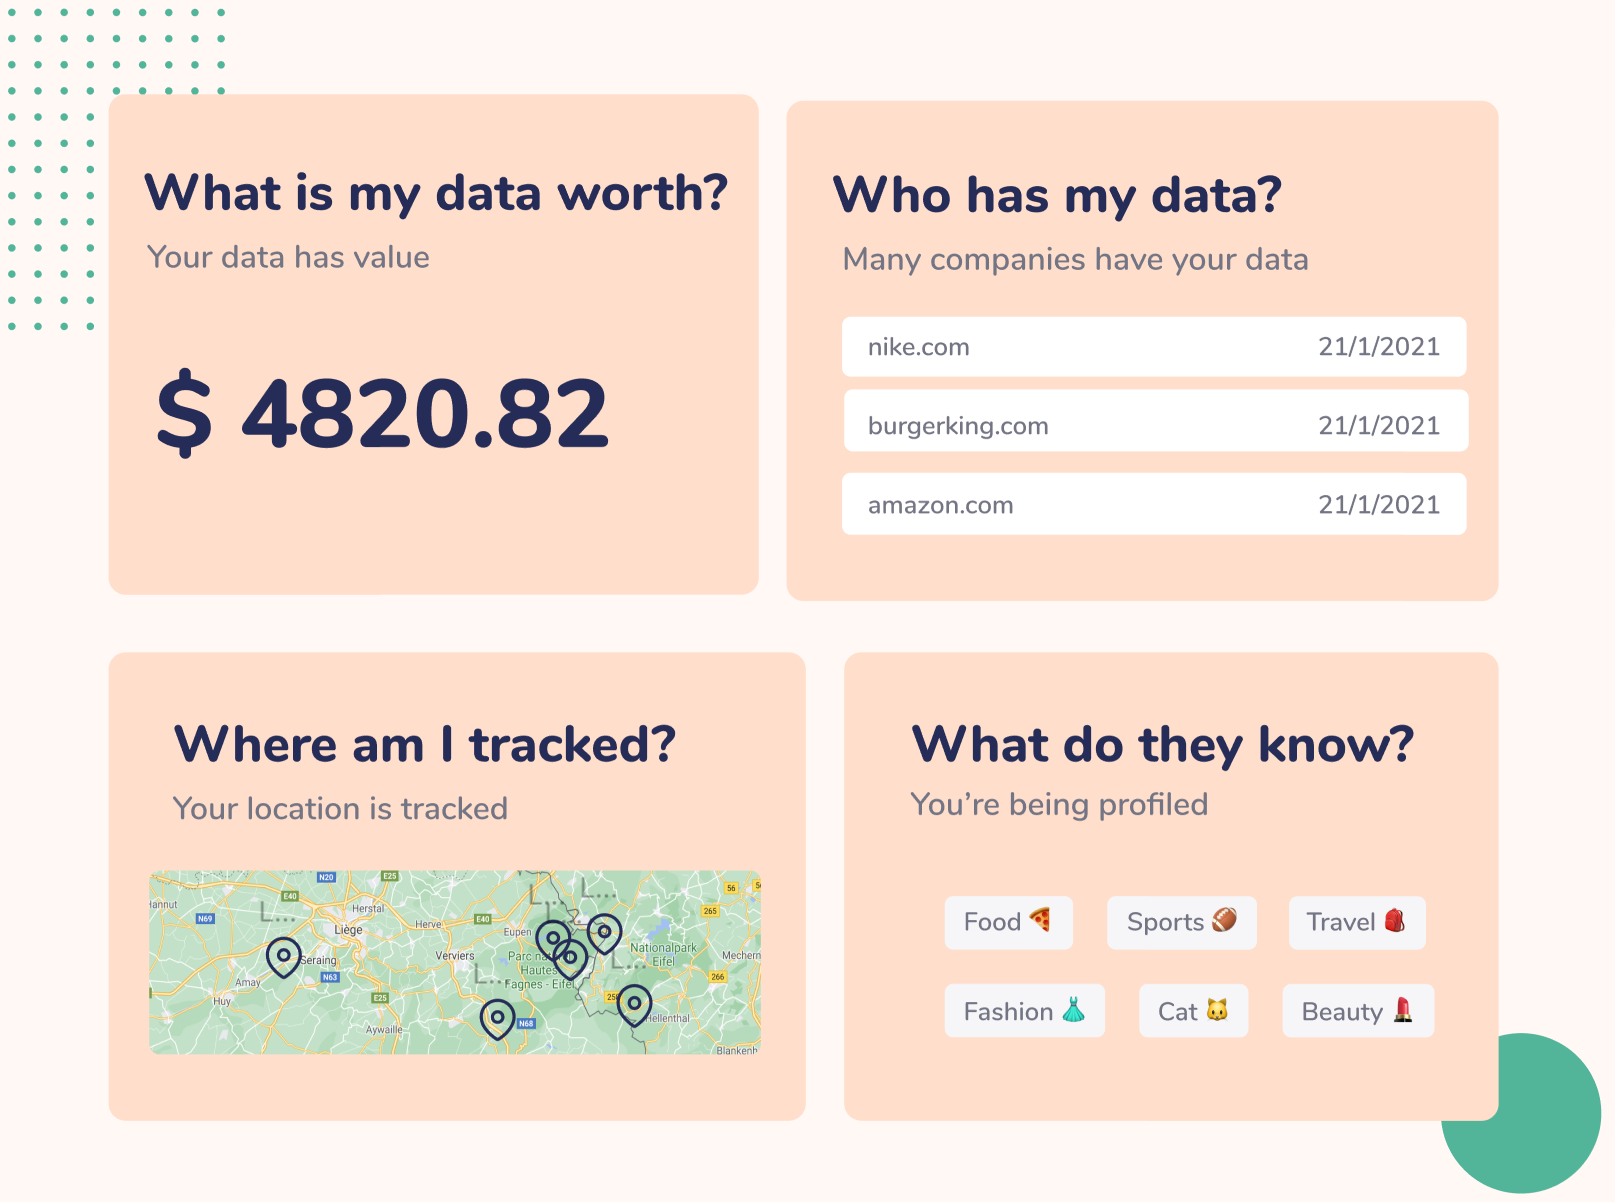 What is my data worth?
Your data has value
$ 4820.82
Who has my data?
Many companies have your data
nike.com 21/1/2021
burgerking.com 21/1/2021
amazon.com 21/1/2021
Where am I tracked?
Your location is tracked
N20 E25 56
E40 L... L... L...
Hannut Herstal 265
N69 Herve E40
Liège Eupen
Seraing Verviers Parc Nationalpark
Hautes Eifel Mechern
Amay N63 L... L... 266
Fagnes - Eifel
Huy E25
Aywaille N68 Hellenthal
Blankenh
What do they know?
You’re being profiled
Food 🍕 Sports 🏈 Travel 🎒
Fashion 👗 Cat 🐱 Beauty 💄